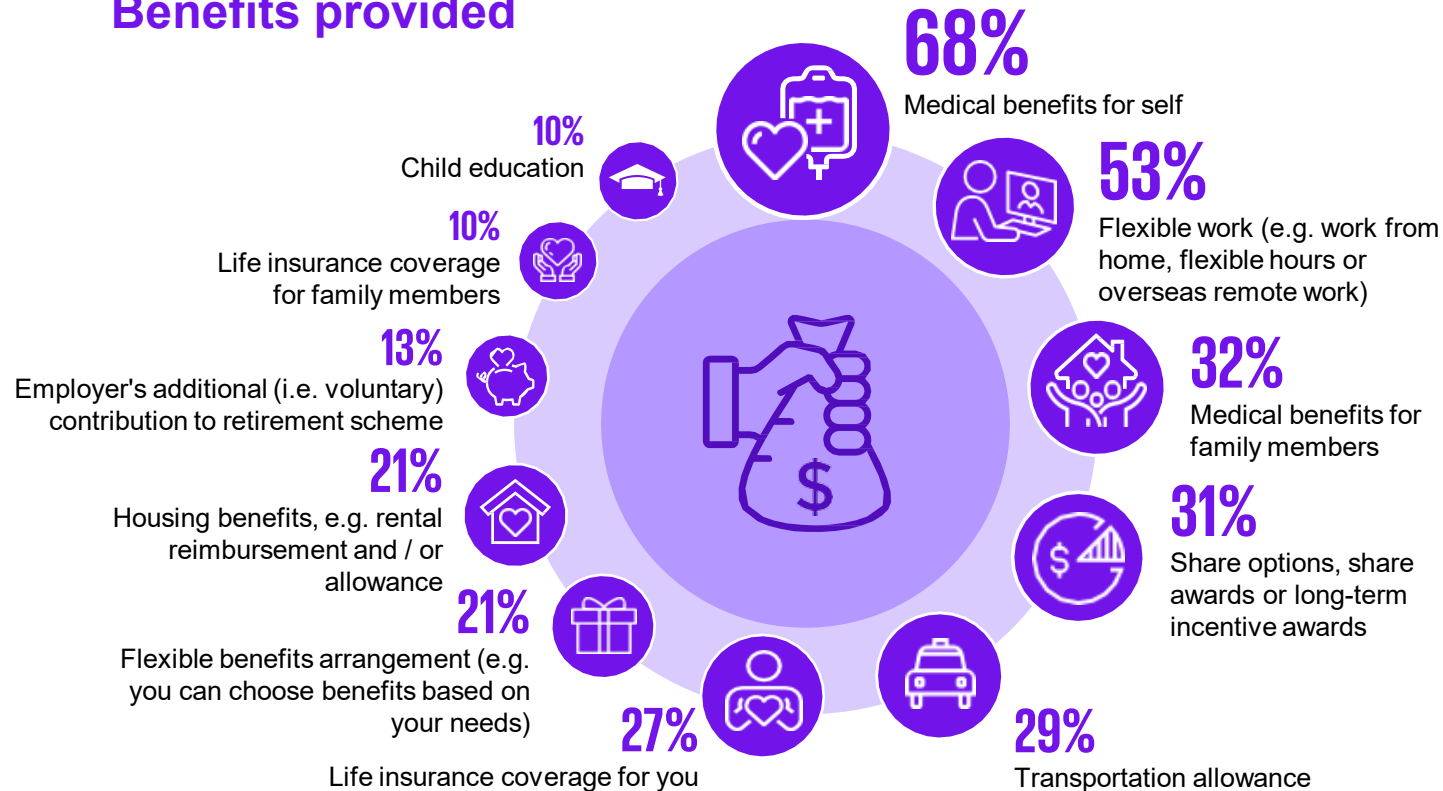 Benefits provided
68%
Medical benefits for self
53%
Flexible work (e.g. work from
home, flexible hours or
overseas remote work)
32%
Medical benefits for
family members
31%
Share options, share
awards or long-term
incentive awards
29%
Transportation allowance
27%
Life insurance coverage for you
21%
Flexible benefits arrangement (e.g.
you can choose benefits based on
your needs)
21%
Housing benefits, e.g. rental
reimbursement and / or
allowance
13%
Employer's additional (i.e. voluntary)
contribution to retirement scheme
10%
Life insurance coverage
for family members
10%
Child education
$
$